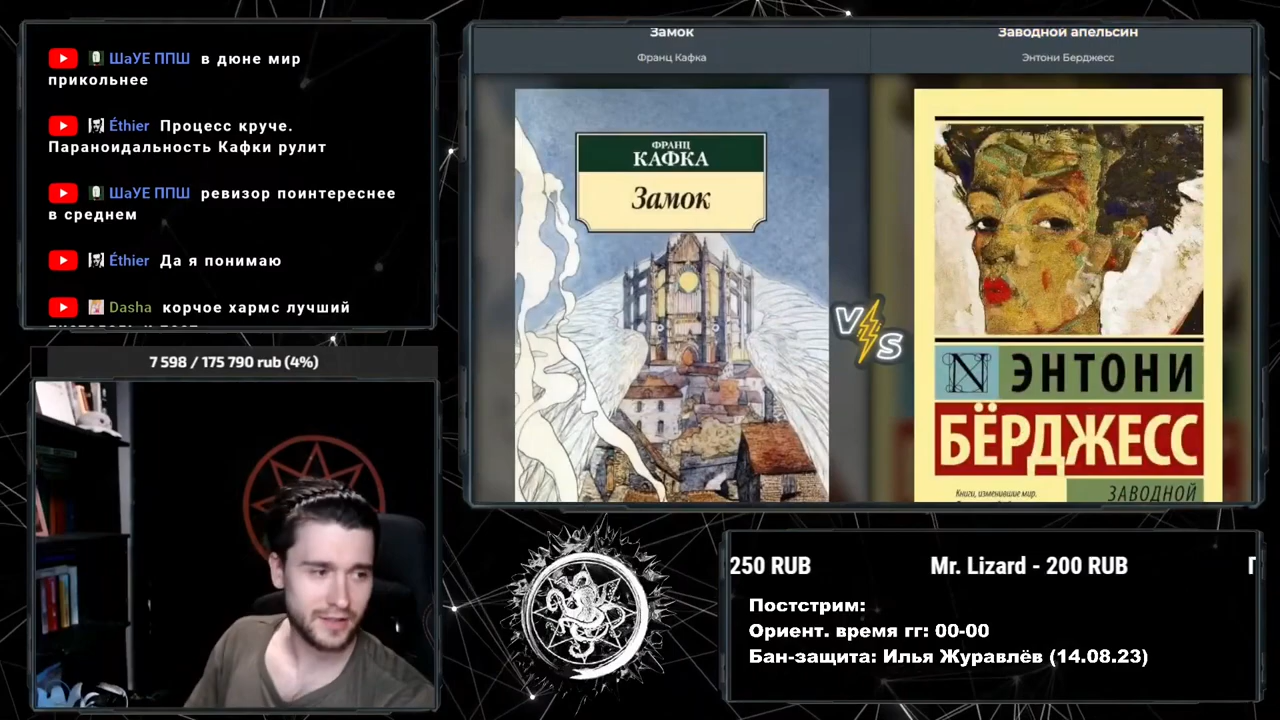 ШаУЕ ППШ в дюне мир
прикольнее
Éthier Процесс круче.
Параноидальность Кафки рулит
ШаУЕ ППШ ревизор поинтереснее
в среднем
Éthier Да я понимаю
Dasha корчое хармс лучший
7 598 / 175 790 rub (4%)
Замок
Франц Кафка
Заводной апельсин
Энтони Берджесс
ФРАНЦ
КАФКА
Замок
VS
N ЭНТОНИ
БЁРДЖЕСС
Книги, изменившие мир.
ЗАВОДНОЙ
250 RUB Mr. Lizard - 200 RUB
Постстрим:
Ориент. время гг: 00-00
Бан-защита: Илья Журавлёв (14.08.23)